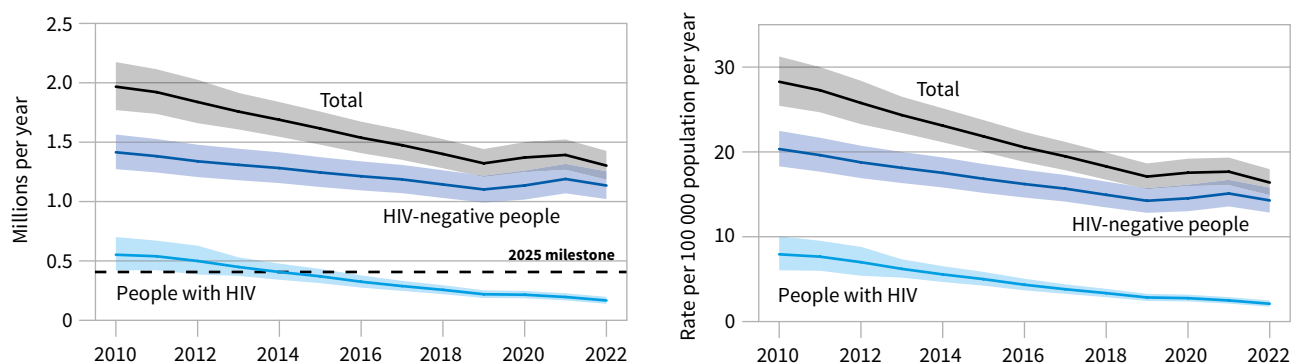 Millions per year
2.5
2.0
1.5
1.0
0.5
0
Total
HIV-negative people
2025 milestone
People with HIV
2010 2012 2014 2016 2018 2020 2022
Rate per 100 000 population per year
30
20
10
0
Total
HIV-negative people
People with HIV
2010 2012 2014 2016 2018 2020 2022